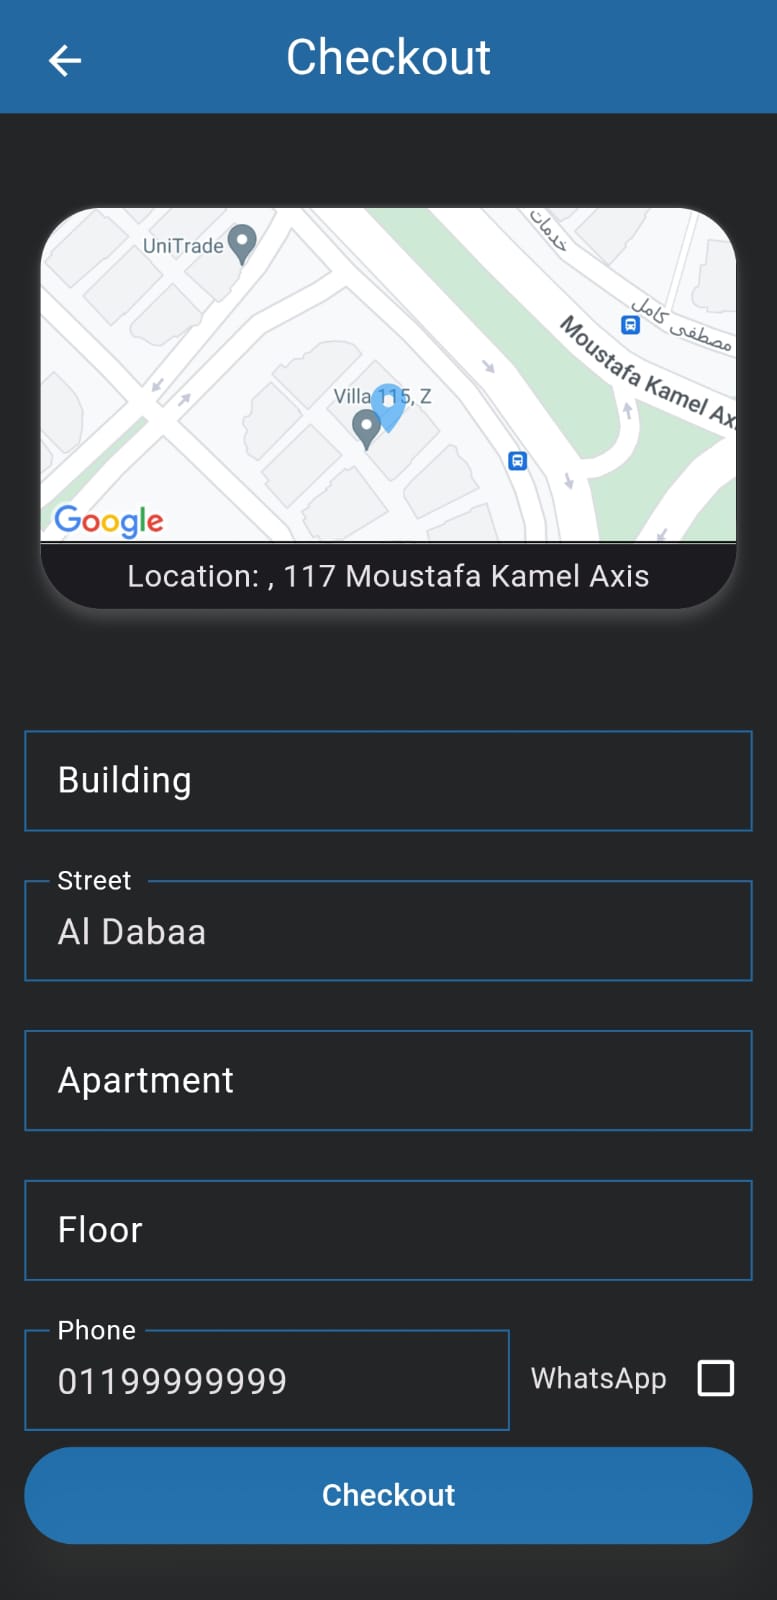 Checkout
UniTrade
خدمات
مصطفى كامل
Moustafa Kamel Ax
Villa 115, Z
Google
Location: , 117 Moustafa Kamel Axis
Building
Street
Al Dabaa
Apartment
Floor
Phone
01199999999
WhatsApp
Checkout